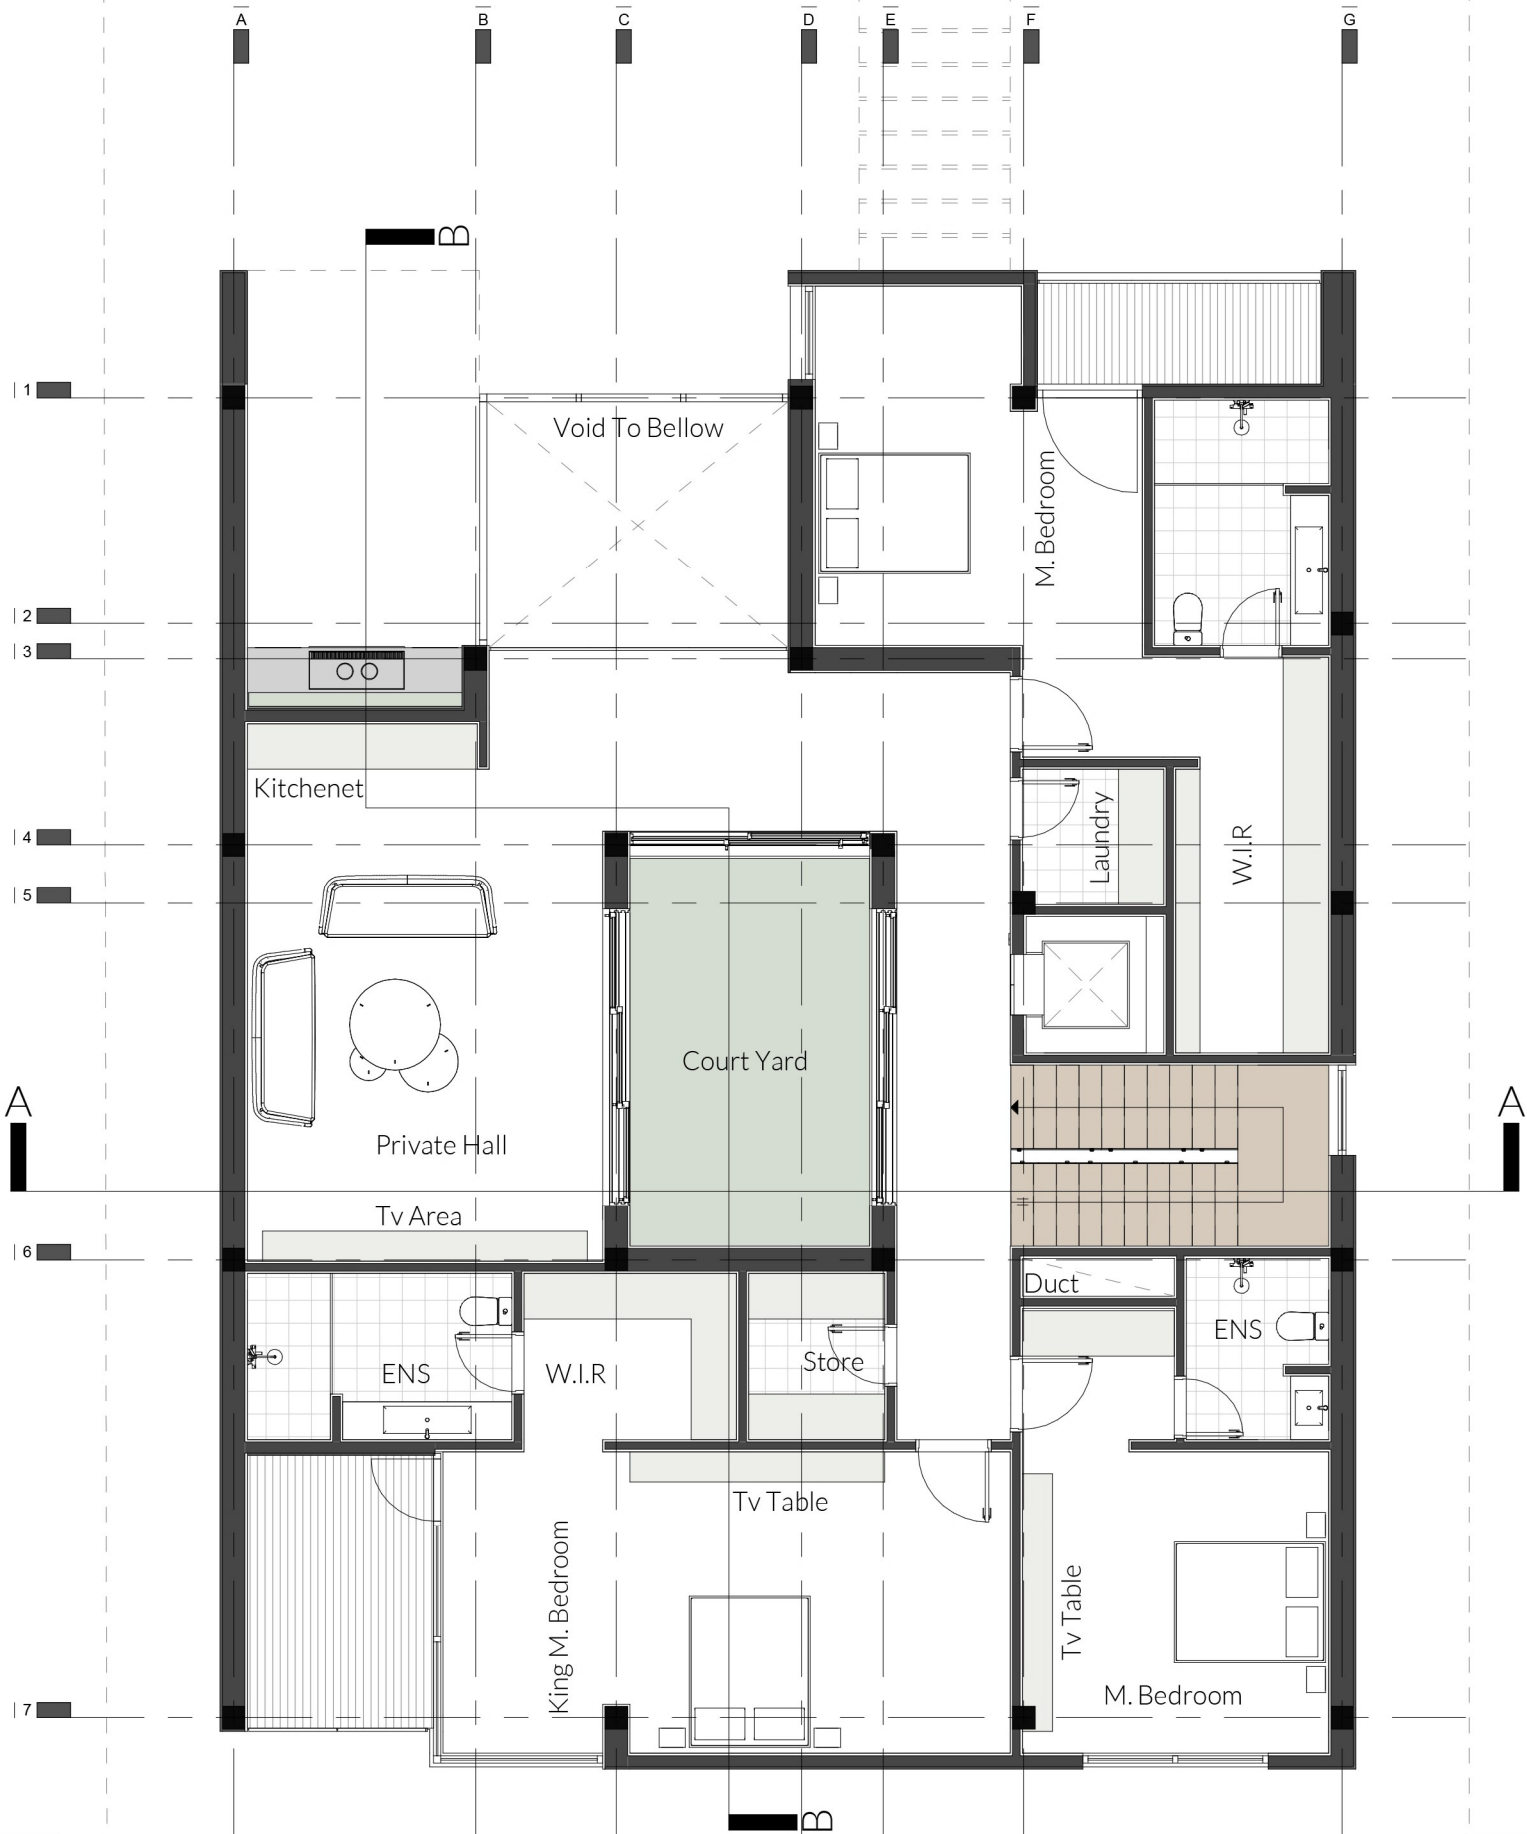 A
B
C
D
E
F
G
B
1
Void To Bellow
M. Bedroom
2
3
Kitchenet
Laundry
W.I.R
4
5
Court Yard
A
A
Private Hall
Tv Area
6
Duct
ENS
Store
ENS
W.I.R
Tv Table
King M. Bedroom
Tv Table
M. Bedroom
7
B